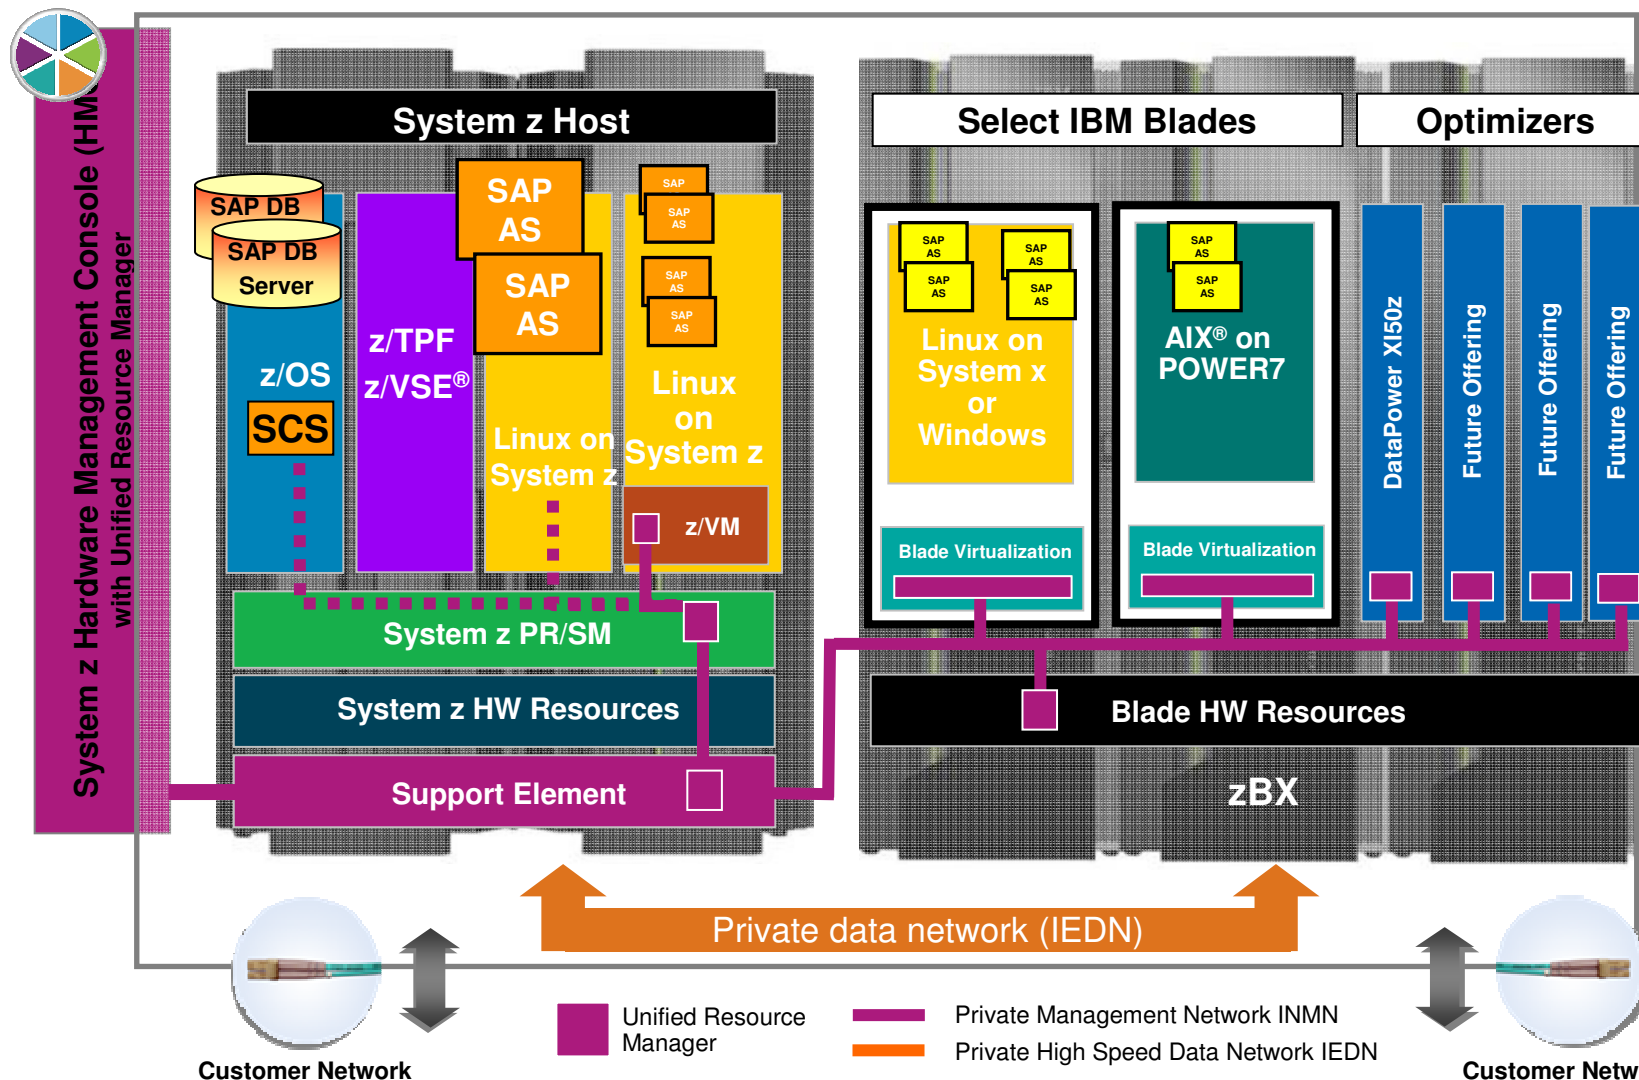 System z Hardware Management Console (HM
with Unified Resource Manager
System z Host
Select IBM Blades
Optimizers
SAP DB
SAP DB
Server
z/OS
SCS
z/TPF
z/VSE®
SAP
AS
SAP
AS
Linux on
System z
SAP
SAP
AS
SAP
SAP
AS
Linux
on
System z
z/VM
SAP
AS
SAP
AS
SAP
AS
SAP
AS
Linux on
System x
or
Windows
Blade Virtualization
SAP
AS
SAP
AS
AIX® on
POWER7
Blade Virtualization
DataPower XI50z
Future Offering
Future Offering
Future Offering
System z PR/SM
System z HW Resources
Support Element
Blade HW Resources
zBX
Private data network (IEDN)
Customer Network
Unified Resource
Manager
Private Management Network INMN
Private High Speed Data Network IEDN
Customer Netw